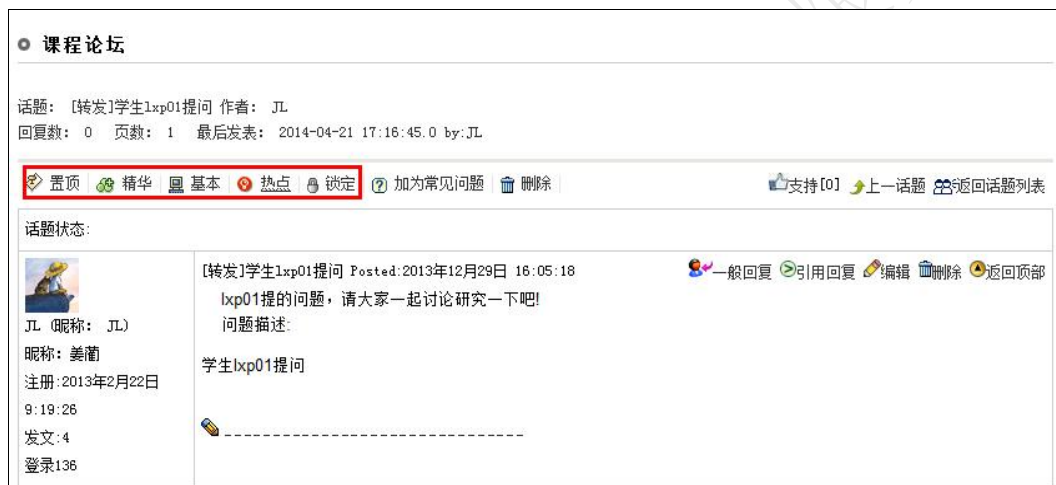 课程论坛
话题: [转发]学生lxp01提问 作者: JL
回复数: 0 页数: 1 最后发表: 2014-04-21 17:16:45.0 by:JL
置顶 精华 基本 热点 锁定 加为常见问题 删除 支持[0] 上一话题 返回话题列表
话题状态:
[转发]学生lxp01提问 Posted:2013年12月29日 16:05:18 一般回复 引用回复 编辑 删除 返回顶部
lxp01提的问题，请大家一起讨论研究一下吧!
问题描述:
学生lxp01提问
JL (昵称: JL)
昵称: 姜蔺
注册:2013年2月22日
9:19:26
发文:4
登录136